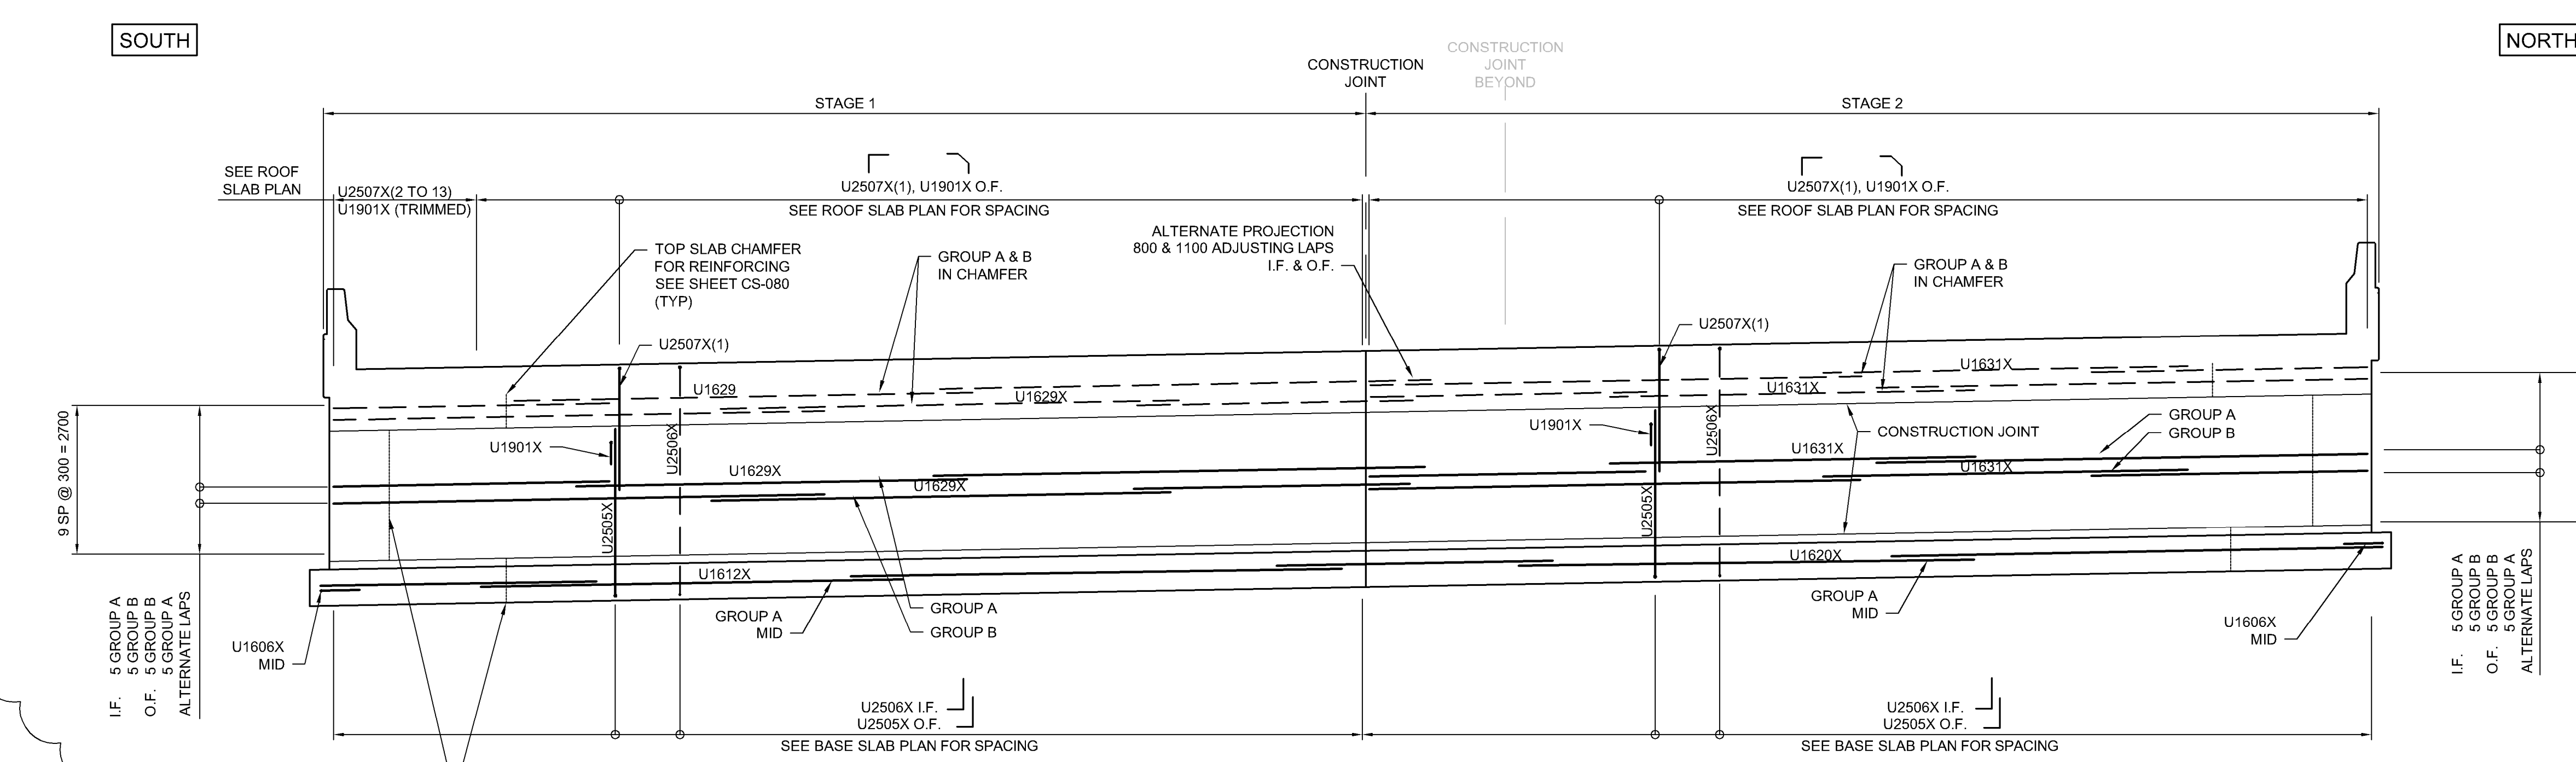 SOUTH
NORTH
CONSTRUCTION
JOINT
CONSTRUCTION
JOINT
BEYOND
STAGE 1
STAGE 2
SEE ROOF
SLAB PLAN
U2507X(2 TO 13)
U1901X (TRIMMED)
U2507X(1), U1901X O.F.
SEE ROOF SLAB PLAN FOR SPACING
U2507X(1), U1901X O.F.
SEE ROOF SLAB PLAN FOR SPACING
TOP SLAB CHAMFER
FOR REINFORCING
SEE SHEET CS-080
(TYP)
GROUP A & B
IN CHAMFER
ALTERNATE PROJECTION
800 & 1100 ADJUSTING LAPS
I.F. & O.F.
GROUP A & B
IN CHAMFER
U2507X(1)
U2507X(1)
U1629
U1629X
U1631X
U1631X
9 SP @ 300 = 2700
U1901X
U2506X
U1629X
U1629X
U2505X
U1901X
U2506X
U2505X
CONSTRUCTION JOINT
GROUP A
GROUP B
U1631X
U1631X
U1612X
U1620X
GROUP A
MID
GROUP A
GROUP B
GROUP A
MID
U1606X
MID
U1606X
MID
I.F. 5 GROUP A
5 GROUP B
O.F. 5 GROUP B
5 GROUP A
ALTERNATE LAPS
I.F. 5 GROUP A
5 GROUP B
O.F. 5 GROUP B
5 GROUP A
ALTERNATE LAPS
U2506X I.F.
U2505X O.F.
SEE BASE SLAB PLAN FOR SPACING
U2506X I.F.
U2505X O.F.
SEE BASE SLAB PLAN FOR SPACING